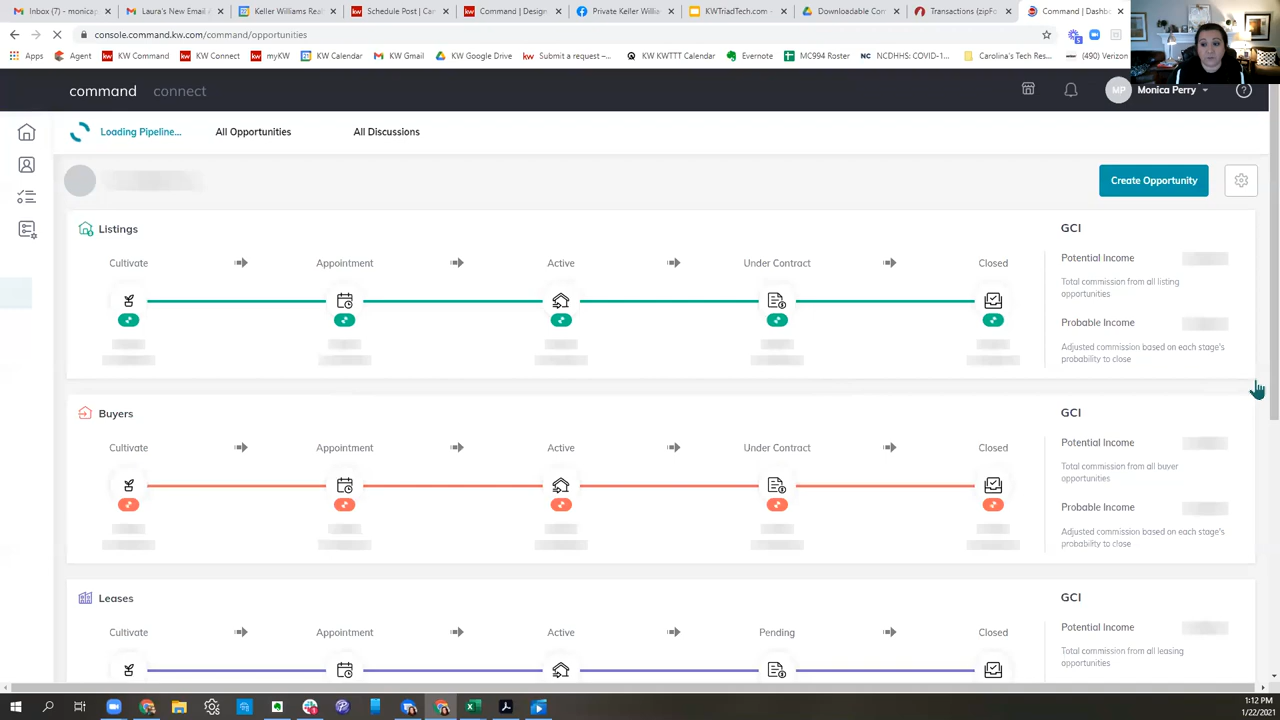 Inbox (75) - monica
Laura's New Email A
Keller Williams Rea
Schedule Post | Car
Command | Design
Private Keller Willia
KWTriadTech.com -
Downloadable Cor
Transactions (zipFo
Command | Dashb
console.command.kw.com/command/opportunities
Apps
Agent
KW Command
KW Connect
myKW
KW Calendar
KW Gmail
KW Google Drive
Submit a request –...
KW KWTTT Calendar
Evernote
MC994 Roster
NC NCDHHS: COVID-1...
Carolina's Tech Res...
(490) Verizon
command connect
MP Monica Perry
Loading Pipeline... All Opportunities All Discussions
Create Opportunity
Listings
Cultivate Appointment Active Under Contract Closed
GCI
Potential Income
Total commission from all listing
opportunities
Probable Income
Adjusted commission based on each stage's
probability to close
Buyers
Cultivate Appointment Active Under Contract Closed
GCI
Potential Income
Total commission from all buyer
opportunities
Probable Income
Adjusted commission based on each stage's
probability to close
Leases
Cultivate Appointment Active Pending Closed
GCI
Potential Income
Total commission from all leasing
opportunities
1:12 PM
1/22/2021